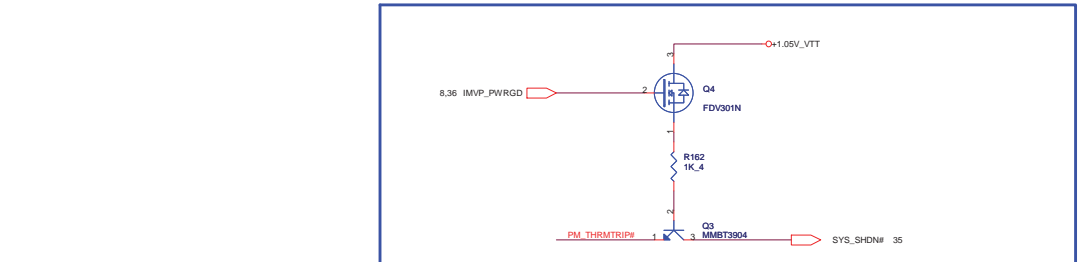 3
+1.05V_VTT
8,36 IMVP_PWRGD
2
Q4
FDV301N
1
R162
1K_4
2
Q3
PM_THRMTRIP#
1
3
MMBT3904
SYS_SHDN# 35